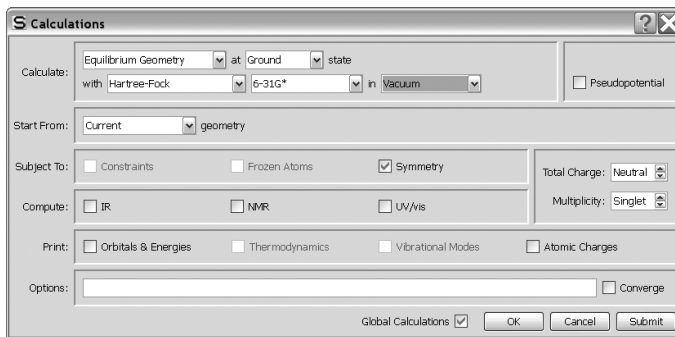 S Calculations
Calculate: Equilibrium Geometry at Ground state
with Hartree-Fock 6-31G* in Vacuum Pseudopotential
Start From: Current geometry
Subject To: Constraints Frozen Atoms Symmetry Total Charge: Neutral
Compute: IR NMR UV/vis Multiplicity: Singlet
Print: Orbitals & Energies Thermodynamics Vibrational Modes Atomic Charges
Options: Converge
Global Calculations OK Cancel Submit